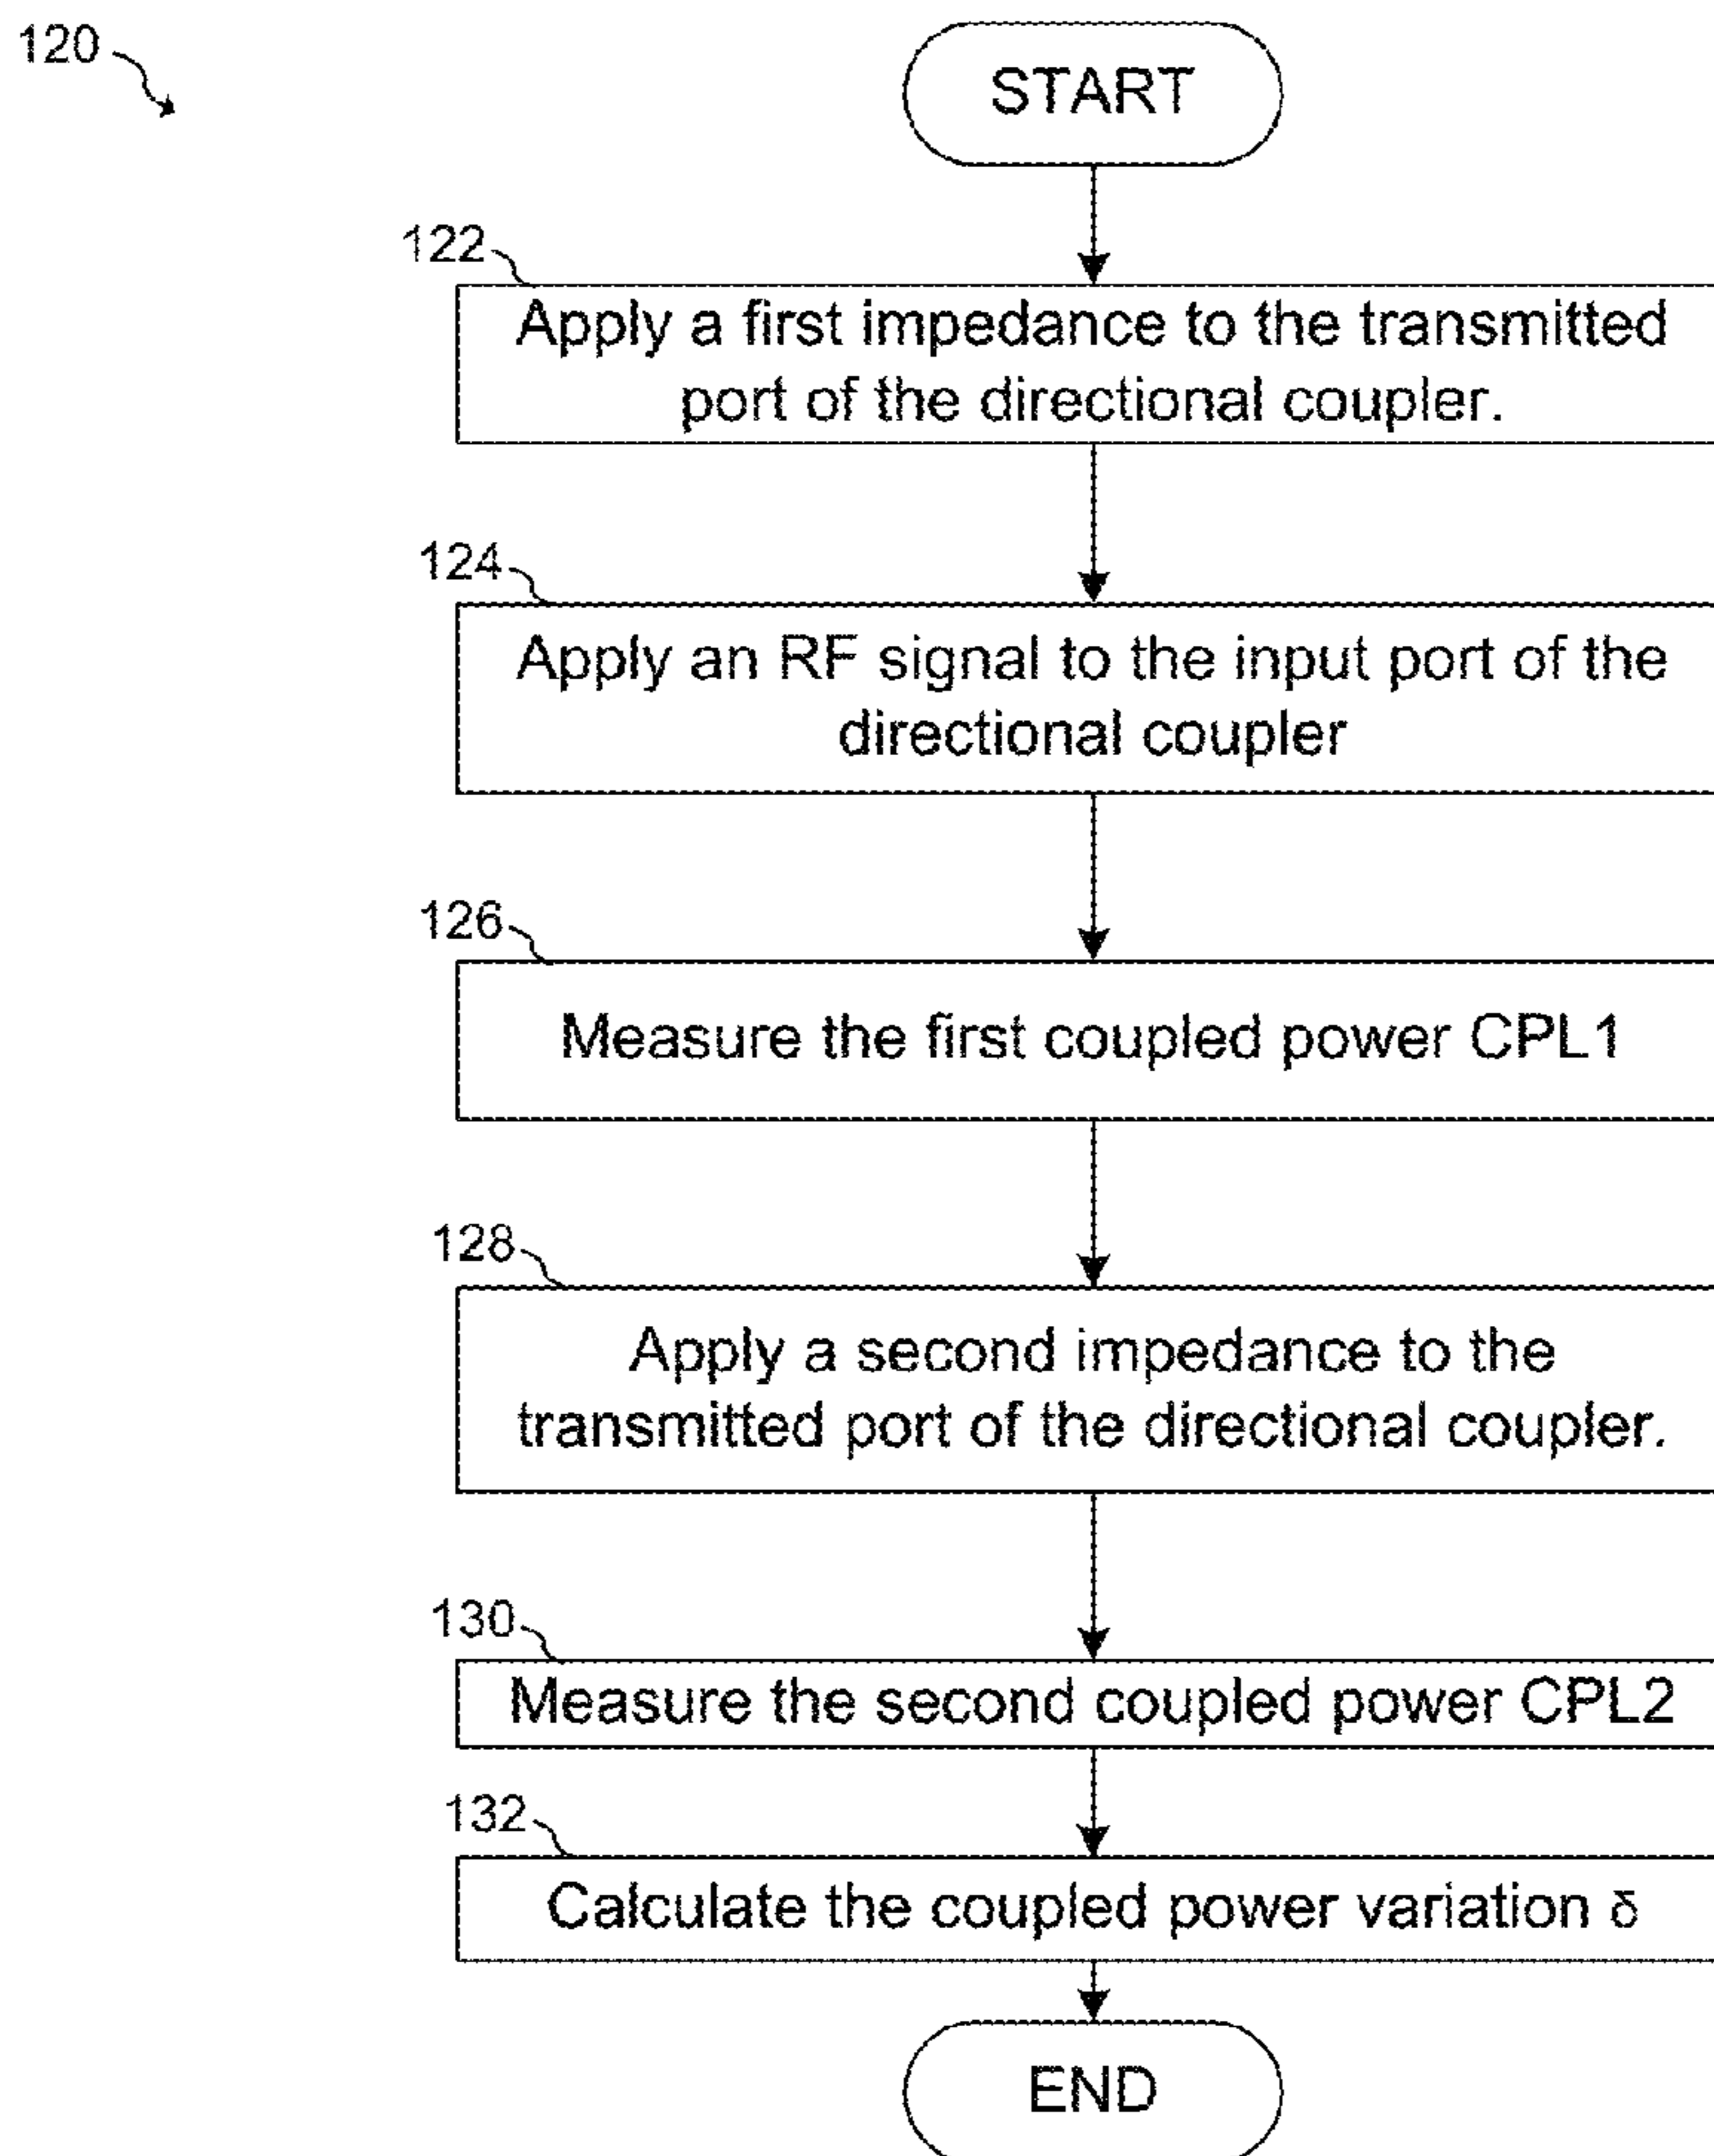 120
START
122
Apply a first impedance to the transmitted
port of the directional coupler.
124
Apply an RF signal to the input port of the
directional coupler
126
Measure the first coupled power CPL1
128
Apply a second impedance to the
transmitted port of the directional coupler.
130
Measure the second coupled power CPL2
132
Calculate the coupled power variation δ
END